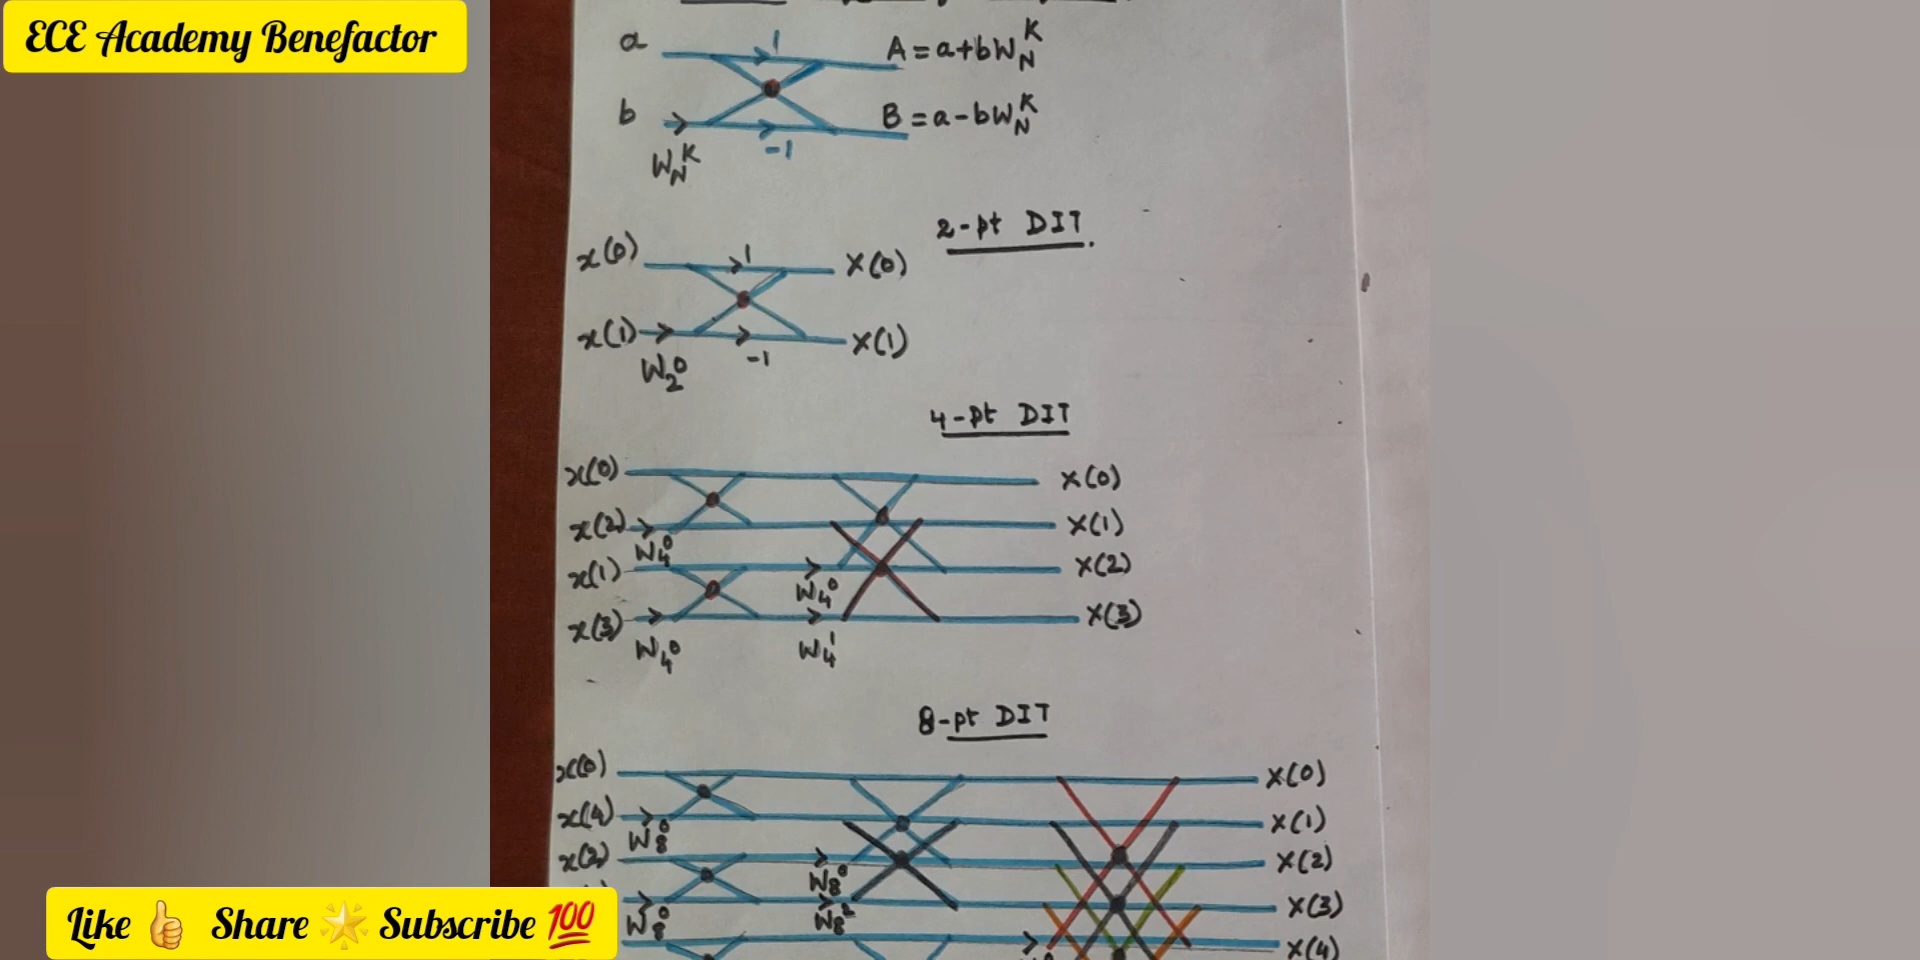 ECE Academy Benefactor
a
1
A = a+bW_N^K
b
B = a-bW_N^K
-1
W_N^K
2-pt DIT.
x(0)
1
X(0)
x(1)
X(1)
-1
W_2^0
4-pt DIT
x(0)
X(0)
x(2)
X(1)
W_4^0
x(1)
X(2)
W_4^0
x(3)
X(3)
W_4^0
W_4^1
8-pt DIT
x(0)
X(0)
x(4)
X(1)
W_8^0
x(2)
X(2)
W_8^0
X(3)
W_8^0
W_8^2
X(4)
Like 👍 Share 🌟 Subscribe 💯